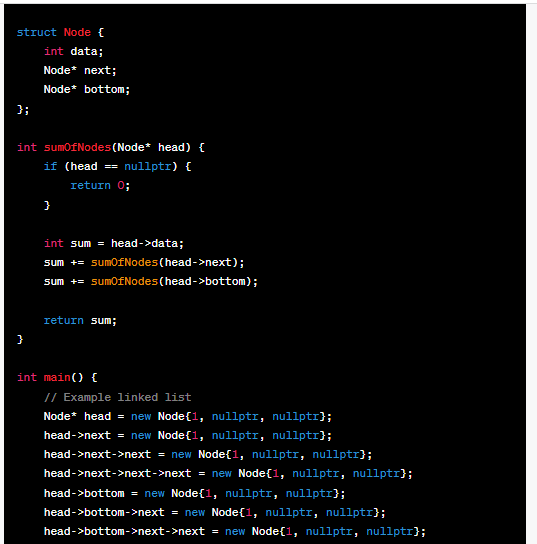 struct Node {
    int data;
    Node* next;
    Node* bottom;
};

int sumOfNodes(Node* head) {
    if (head == nullptr) {
        return 0;
    }

    int sum = head->data;
    sum += sumOfNodes(head->next);
    sum += sumOfNodes(head->bottom);

    return sum;
}

int main() {
    // Example linked list
    Node* head = new Node{1, nullptr, nullptr};
    head->next = new Node{1, nullptr, nullptr};
    head->next->next = new Node{1, nullptr, nullptr};
    head->next->next->next = new Node{1, nullptr, nullptr};
    head->bottom = new Node{1, nullptr, nullptr};
    head->bottom->next = new Node{1, nullptr, nullptr};
    head->bottom->next->next = new Node{1, nullptr, nullptr};